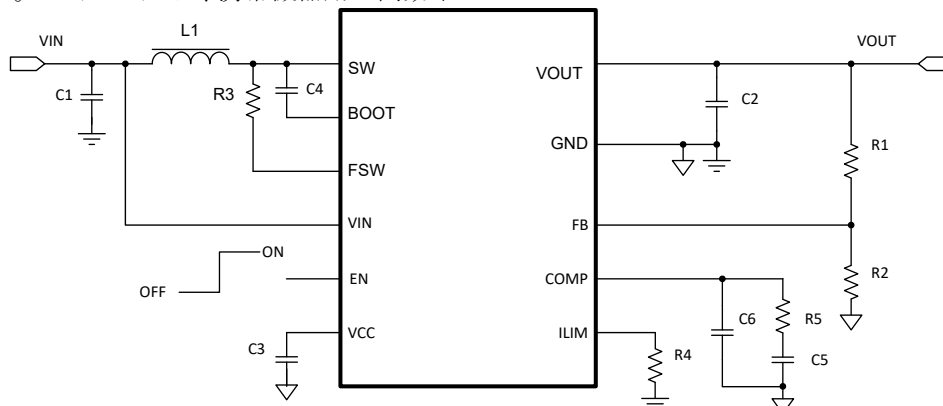 VIN
L1
VOUT
C1
R3
C4
SW
BOOT
FSW
VIN
EN
VCC
VOUT
GND
FB
COMP
ILIM
C2
R1
R2
ON
OFF
C3
R4
C6
R5
C5